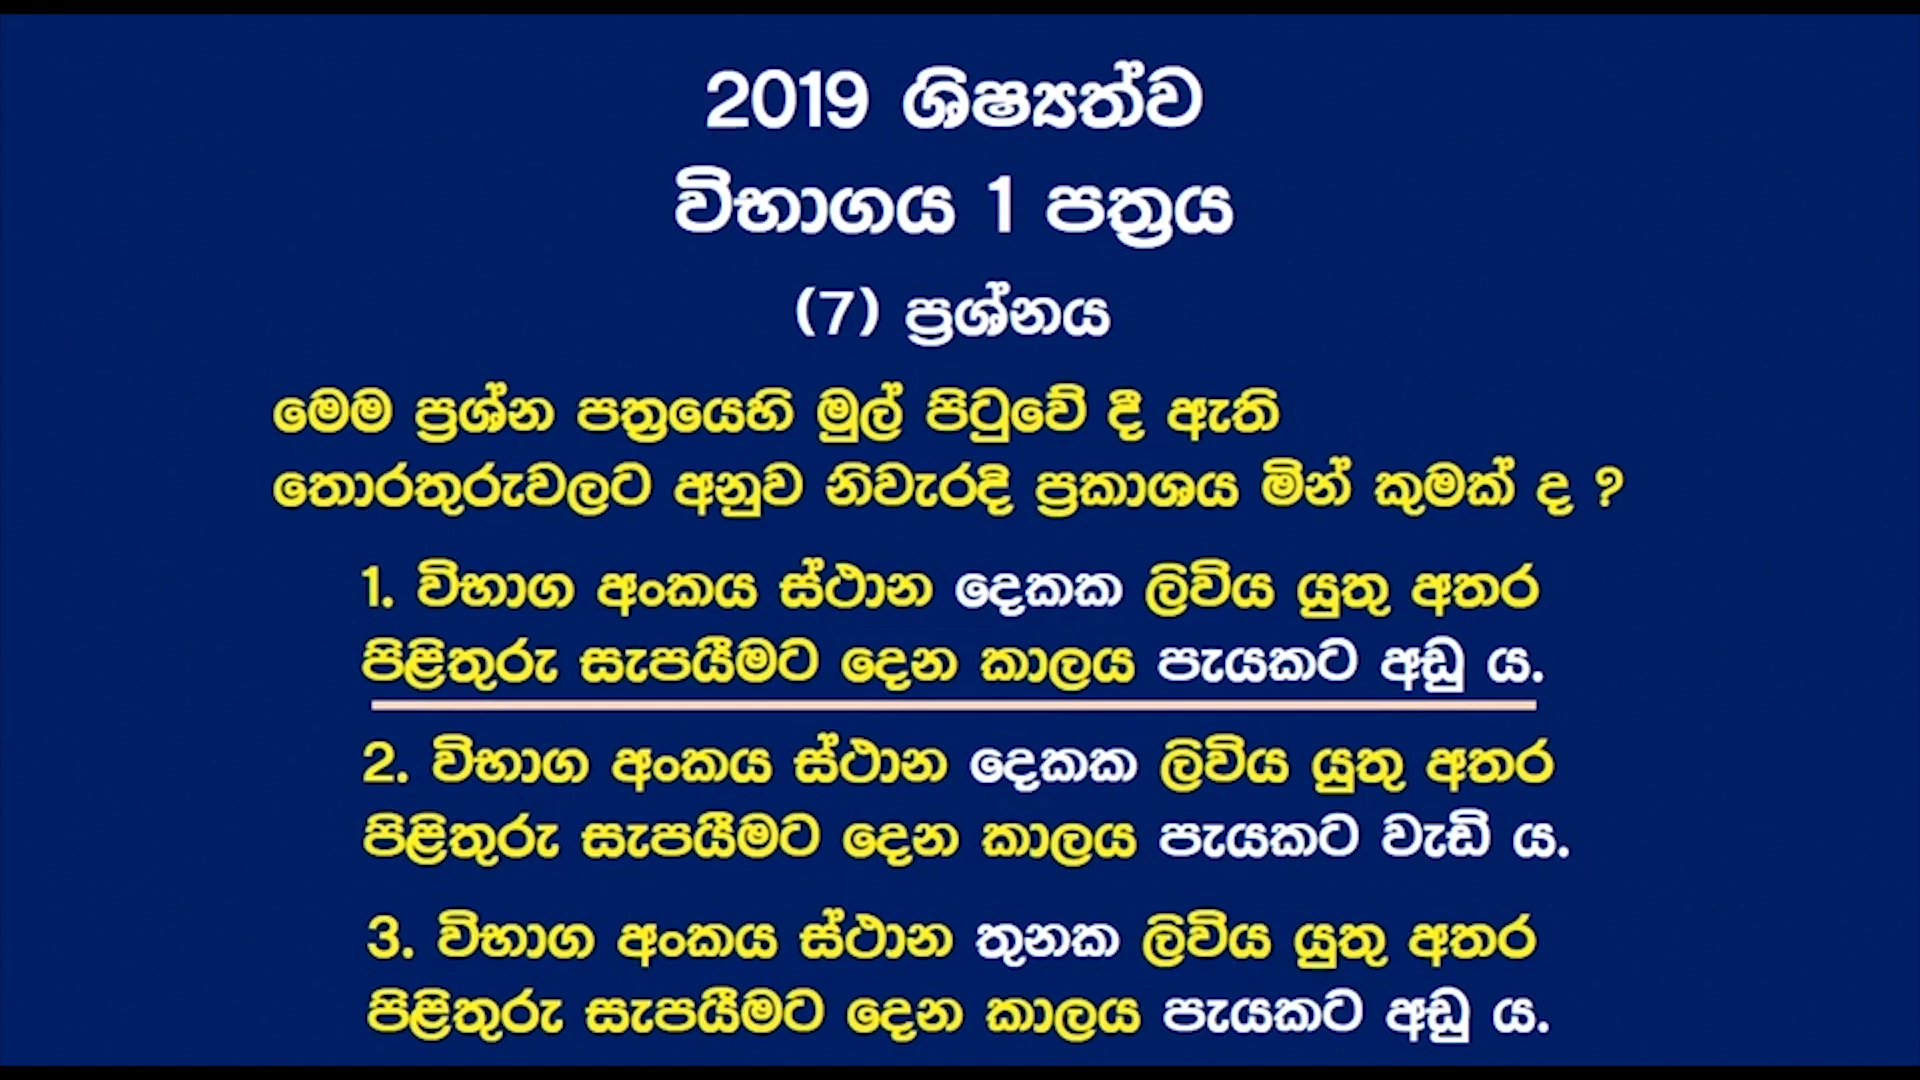 2019 ශිෂ්‍යත්ව
විභාගය 1 පත්‍රය
(7) ප්‍රශ්නය
මෙම ප්‍රශ්න පත්‍රයෙහි මුල් පිටුවේ දී ඇති
තොරතුරුවලට අනුව නිවැරදි ප්‍රකාශය මින් කුමක් ද ?
1. විභාග අංකය ස්ථාන දෙකක ලිවිය යුතු අතර
පිළිතුරු සැපයීමට දෙන කාලය පැයකට අඩු ය.
2. විභාග අංකය ස්ථාන දෙකක ලිවිය යුතු අතර
පිළිතුරු සැපයීමට දෙන කාලය පැයකට වැඩි ය.
3. විභාග අංකය ස්ථාන තුනක ලිවිය යුතු අතර
පිළිතුරු සැපයීමට දෙන කාලය පැයකට අඩු ය.